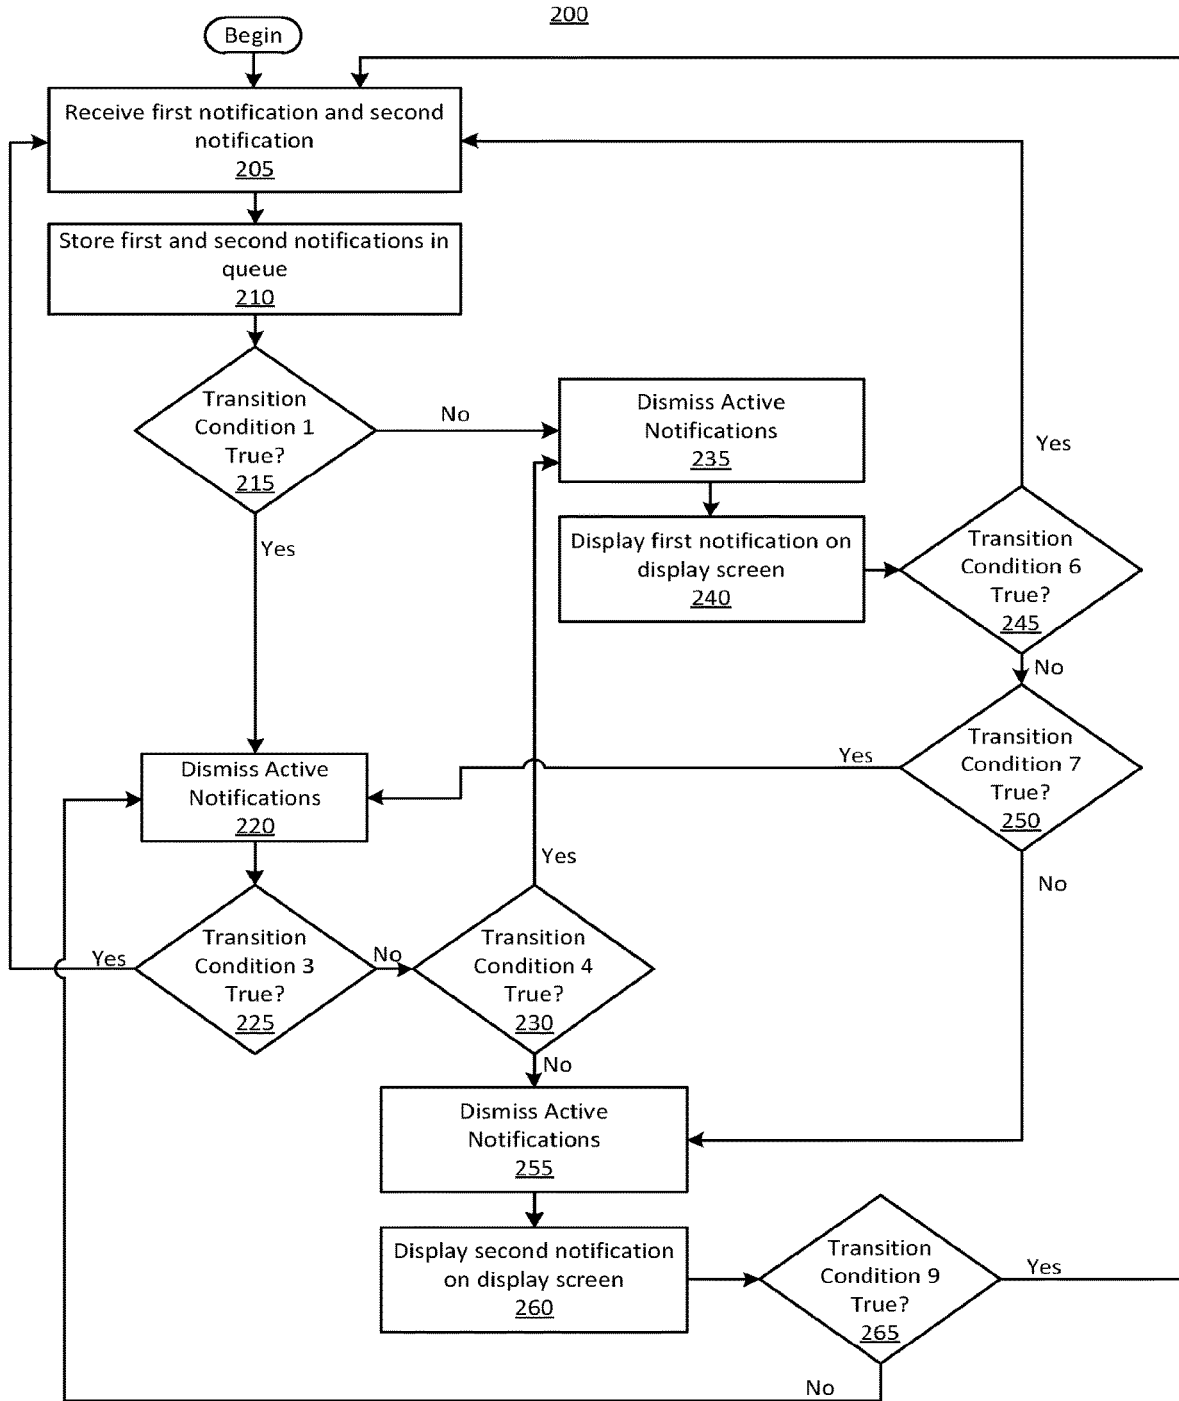 200
Begin
Receive first notification and second
notification
205
Store first and second notifications in
queue
210
Transition
Condition 1
True?
215
No
Yes
Dismiss Active
Notifications
235
Display first notification on
display screen
240
Yes
Transition
Condition 6
True?
245
No
Transition
Condition 7
True?
250
Yes
No
Dismiss Active
Notifications
220
Transition
Condition 3
True?
225
Yes
No
Transition
Condition 4
True?
230
Yes
No
Dismiss Active
Notifications
255
Display second notification
on display screen
260
Transition
Condition 9
True?
265
Yes
No